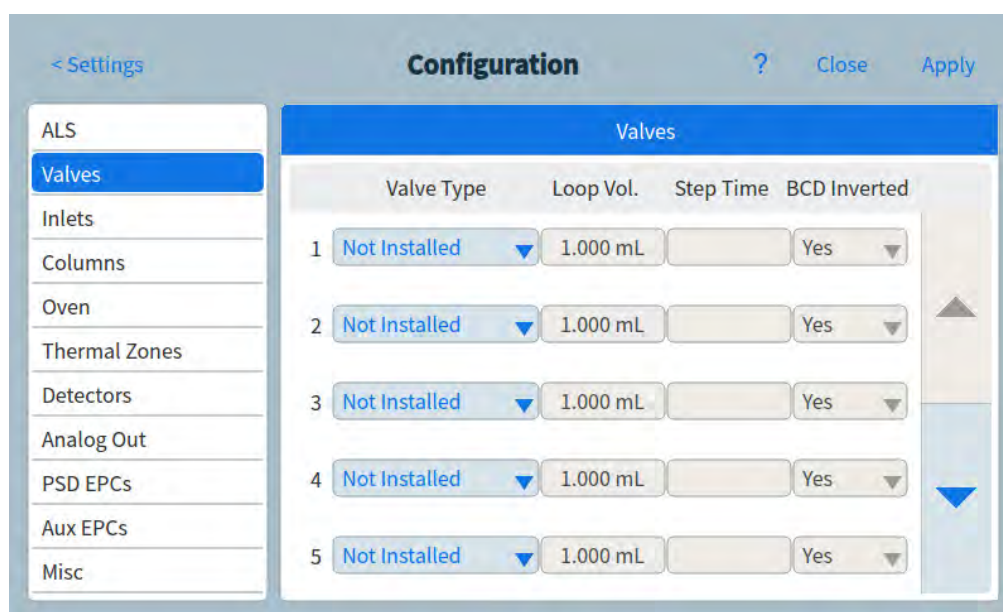 < Settings Configuration ? Close Apply
ALS
Valves
Inlets
Columns
Oven
Thermal Zones
Detectors
Analog Out
PSD EPCs
Aux EPCs
Misc
Valves
Valve Type Loop Vol. Step Time BCD Inverted
1 Not Installed 1.000 mL Yes
2 Not Installed 1.000 mL Yes
3 Not Installed 1.000 mL Yes
4 Not Installed 1.000 mL Yes
5 Not Installed 1.000 mL Yes